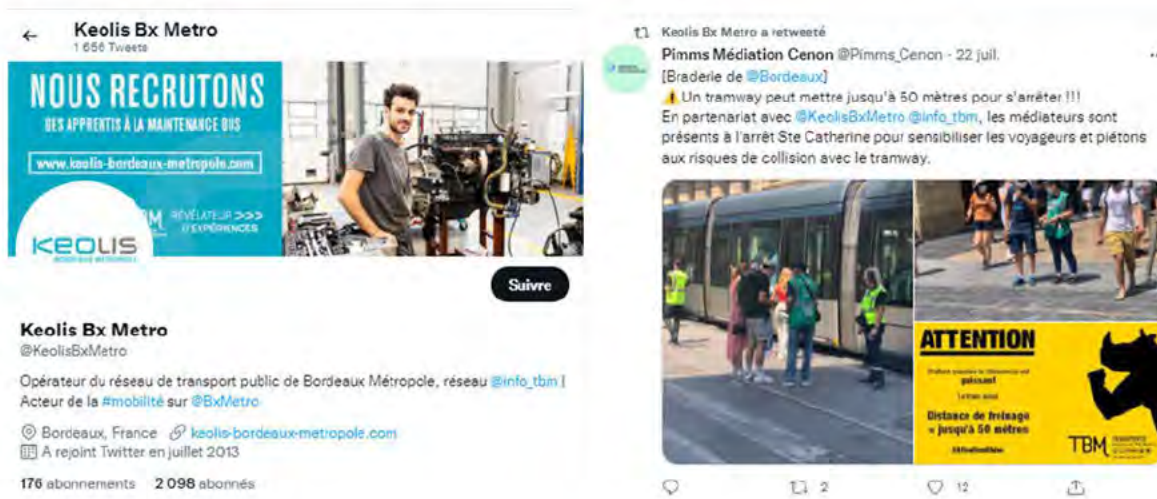 Keolis Bx Metro
1 656 Tweets
NOUS RECRUTONS
DES APPRENTIS À LA MAINTENANCE BUS
www.keolis-bordeaux-metropole.com
RÉVÉLATEUR >>>
D'EXPÉRIENCES
KEOLIS
BORDEAUX MÉTROPOLE
Suivre
Keolis Bx Metro
@KeolisBxMetro
Opérateur du réseau de transport public de Bordeaux Métropole, réseau @info_tbm |
Acteur de la #mobilité sur @BxMetro
Bordeaux, France keolis-bordeaux-metropole.com
A rejoint Twitter en juillet 2013
176 abonnements 2 098 abonnés
Keolis Bx Metro a retweeté
Pimms Médiation Cenon @Pimms_Cenon · 22 juil.
[Braderie de @Bordeaux]
⚠ Un tramway peut mettre jusqu'à 50 mètres pour s'arrêter !!!
En partenariat avec @KeolisBxMetro @info_tbm, les médiateurs sont
présents à l'arrêt Ste Catherine pour sensibiliser les voyageurs et piétons
aux risques de collision avec le tramway.
ATTENTION
puissant
Distance de freinage
= jusqu'à 50 mètres
TBM
2 12